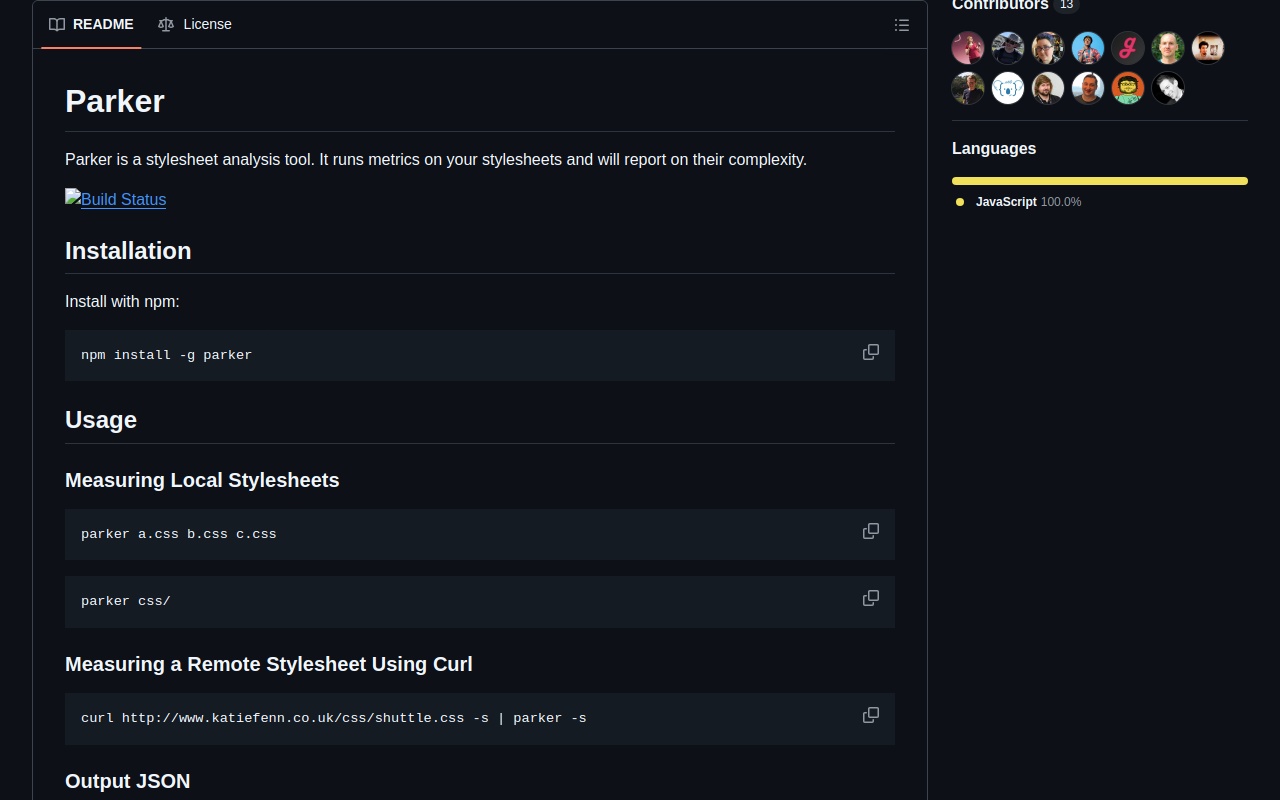 README
License
Contributors 13
Parker
Parker is a stylesheet analysis tool. It runs metrics on your stylesheets and will report on their complexity.
Build Status
Installation
Install with npm:
npm install -g parker
Usage
Measuring Local Stylesheets
parker a.css b.css c.css
parker css/
Measuring a Remote Stylesheet Using Curl
curl http://www.katiefenn.co.uk/css/shuttle.css -s | parker -s
Output JSON
Languages
JavaScript 100.0%